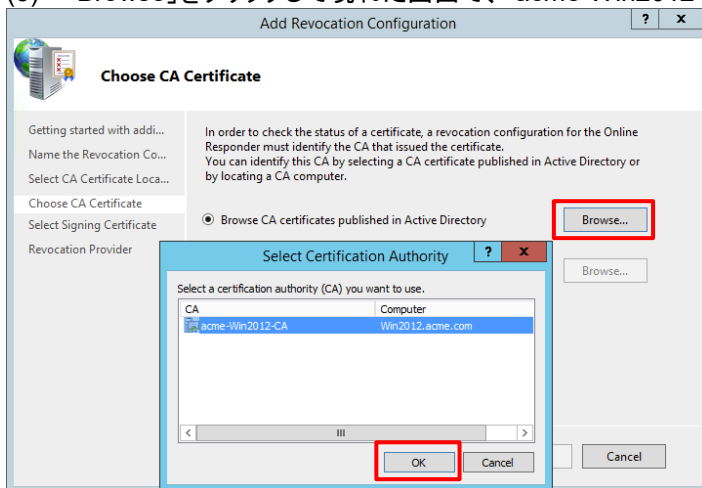 Browse」をクリックして現れた画面で、 acme-Win2012
Add Revocation Configuration
? x
Choose CA Certificate
Getting started with addi...
Name the Revocation Co...
Select CA Certificate Loca...
Choose CA Certificate
Select Signing Certificate
Revocation Provider
In order to check the status of a certificate, a revocation configuration for the Online
Responder must identify the CA that issued the certificate.
You can identify this CA by selecting a CA certificate published in Active Directory or
by locating a CA computer.
Browse CA certificates published in Active Directory
Browse...
Browse...
Select Certification Authority
? x
Select a certification authority (CA) you want to use.
CA Computer
acme-Win2012-CA Win2012.acme.com
OK Cancel
Cancel